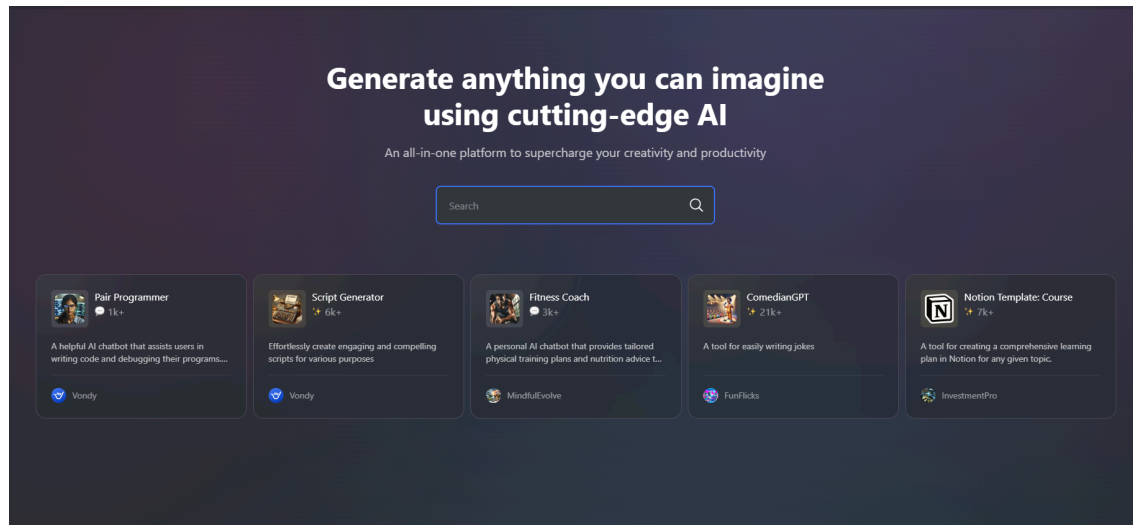 Generate anything you can imagine
using cutting-edge AI
An all-in-one platform to supercharge your creativity and productivity
Search
Pair Programmer
1k+
A helpful AI chatbot that assists users in
writing code and debugging their programs....
Vondy
Script Generator
6k+
Effortlessly create engaging and compelling
scripts for various purposes
Vondy
Fitness Coach
3k+
A personal AI chatbot that provides tailored
physical training plans and nutrition advice t...
MindfulEvolve
ComedianGPT
21k+
A tool for easily writing jokes
FunFlicks
N
Notion Template: Course
7k+
A tool for creating a comprehensive learning
plan in Notion for any given topic.
InvestmentPro